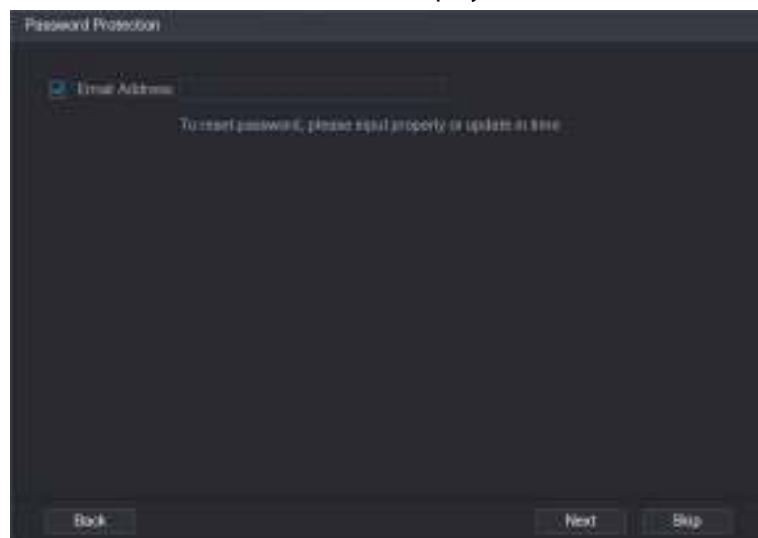 Password Protection
Email Address
To reset password, please input properly or update in time
Back
Next
Skip